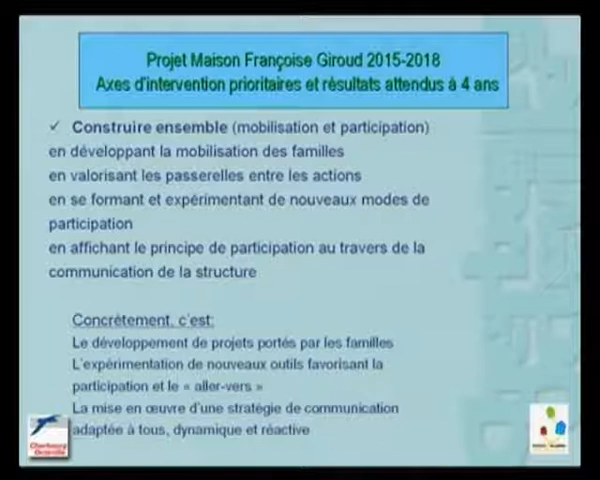 Projet Maison Françoise Giroud 2015-2018
Axes d'intervention prioritaires et résultats attendus à 4 ans
✓ Construire ensemble (mobilisation et participation)
en développant la mobilisation des familles
en valorisant les passerelles entre les actions
en se formant et expérimentant de nouveaux modes de
participation
en affichant le principe de participation au travers de la
communication de la structure
Concrètement, c'est:
Le développement de projets portés par les familles
L'expérimentation de nouveaux outils favorisant la
participation et le « aller-vers »
La mise en œuvre d'une stratégie de communication
adaptée à tous, dynamique et réactive
Cherbourg
Octeville